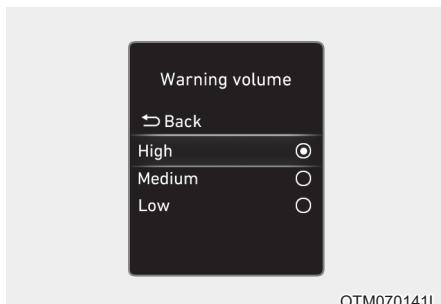 Warning volume
Back
High
Medium
Low
OTM070141L